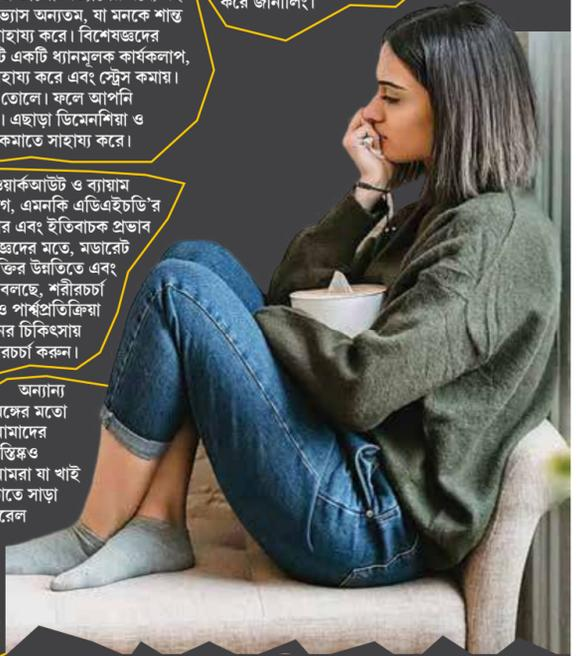 করে জার্নালিং।
ভ্যাস অন্যতম, যা মনকে শান্ত
াহায্য করে। বিশেষজ্ঞদের
টি একটি ধ্যানমূলক কার্যকলাপ,
হায্য করে এবং স্ট্রেস কমায়।
তোলে। ফলে আপনি
। এছাড়া ডিমেনশিয়া ও
কমাতে সাহায্য করে।
ওয়ার্কআউট ও ব্যায়াম
গ, এমনকি এডিএইচডি’র
র এবং ইতিবাচক প্রভাব
জ্ঞদের মতে, মডারেট
ক্তির উন্নতিতে এবং
বলছে, শরীরচর্চা
ও পার্শ্বপ্রতিক্রিয়া
নর চিকিৎসায়
রচর্চা করুন।
অন্যান্য
ঙ্গের মতো
আমাদের
স্তিষ্কও
আমরা যা খাই
াতে সাড়া
রেল